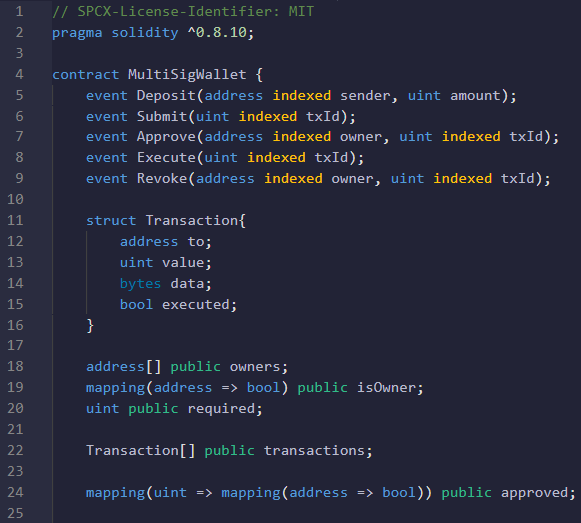 1 // SPCX-License-Identifier: MIT
2 pragma solidity ^0.8.10;
3
4 contract MultiSigWallet {
5 event Deposit(address indexed sender, uint amount);
6 event Submit(uint indexed txId);
7 event Approve(address indexed owner, uint indexed txId);
8 event Execute(uint indexed txId);
9 event Revoke(address indexed owner, uint indexed txId);
10
11 struct Transaction{
12 address to;
13 uint value;
14 bytes data;
15 bool executed;
16 }
17
18 address[] public owners;
19 mapping(address => bool) public isOwner;
20 uint public required;
21
22 Transaction[] public transactions;
23
24 mapping(uint => mapping(address => bool)) public approved;
25